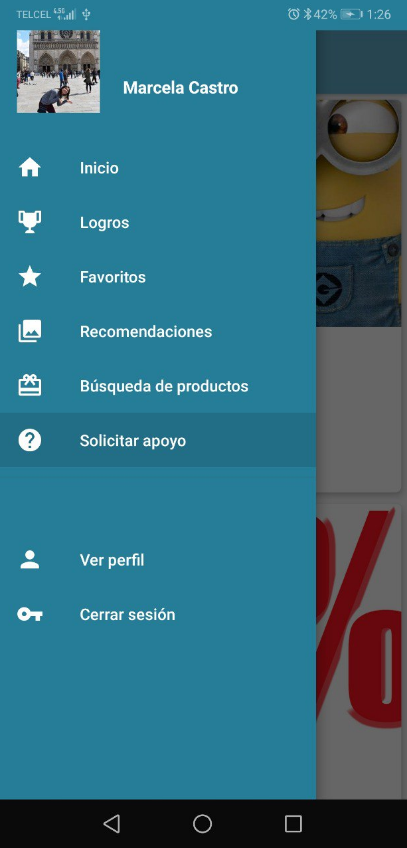 TELCEL 4.5G 42% 1:26
Marcela Castro
Inicio
Logros
Favoritos
Recomendaciones
Búsqueda de productos
Solicitar apoyo
Ver perfil
Cerrar sesión
%